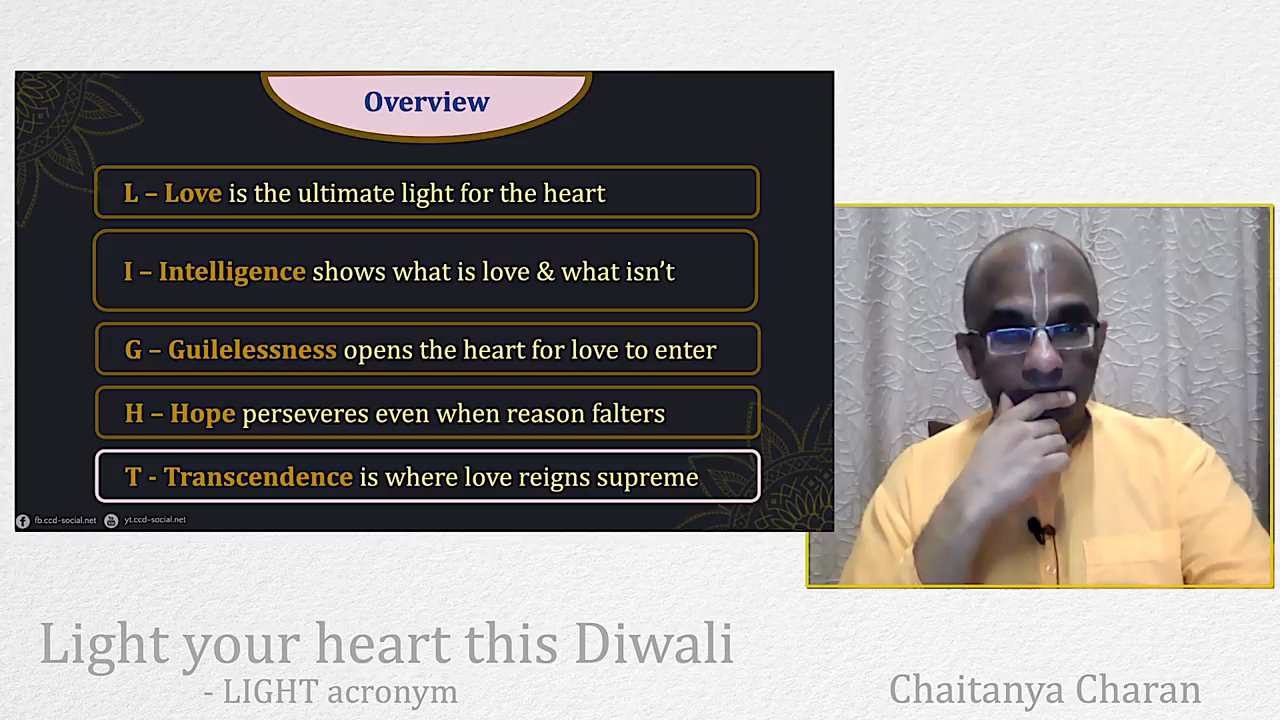 Overview
L – Love is the ultimate light for the heart
I – Intelligence shows what is love & what isn’t
G – Guilelessness opens the heart for love to enter
H – Hope perseveres even when reason falters
T - Transcendence is where love reigns supreme
fb.ccd-social.net yt.ccd-social.net
Light your heart this Diwali
- LIGHT acronym
Chaitanya Charan